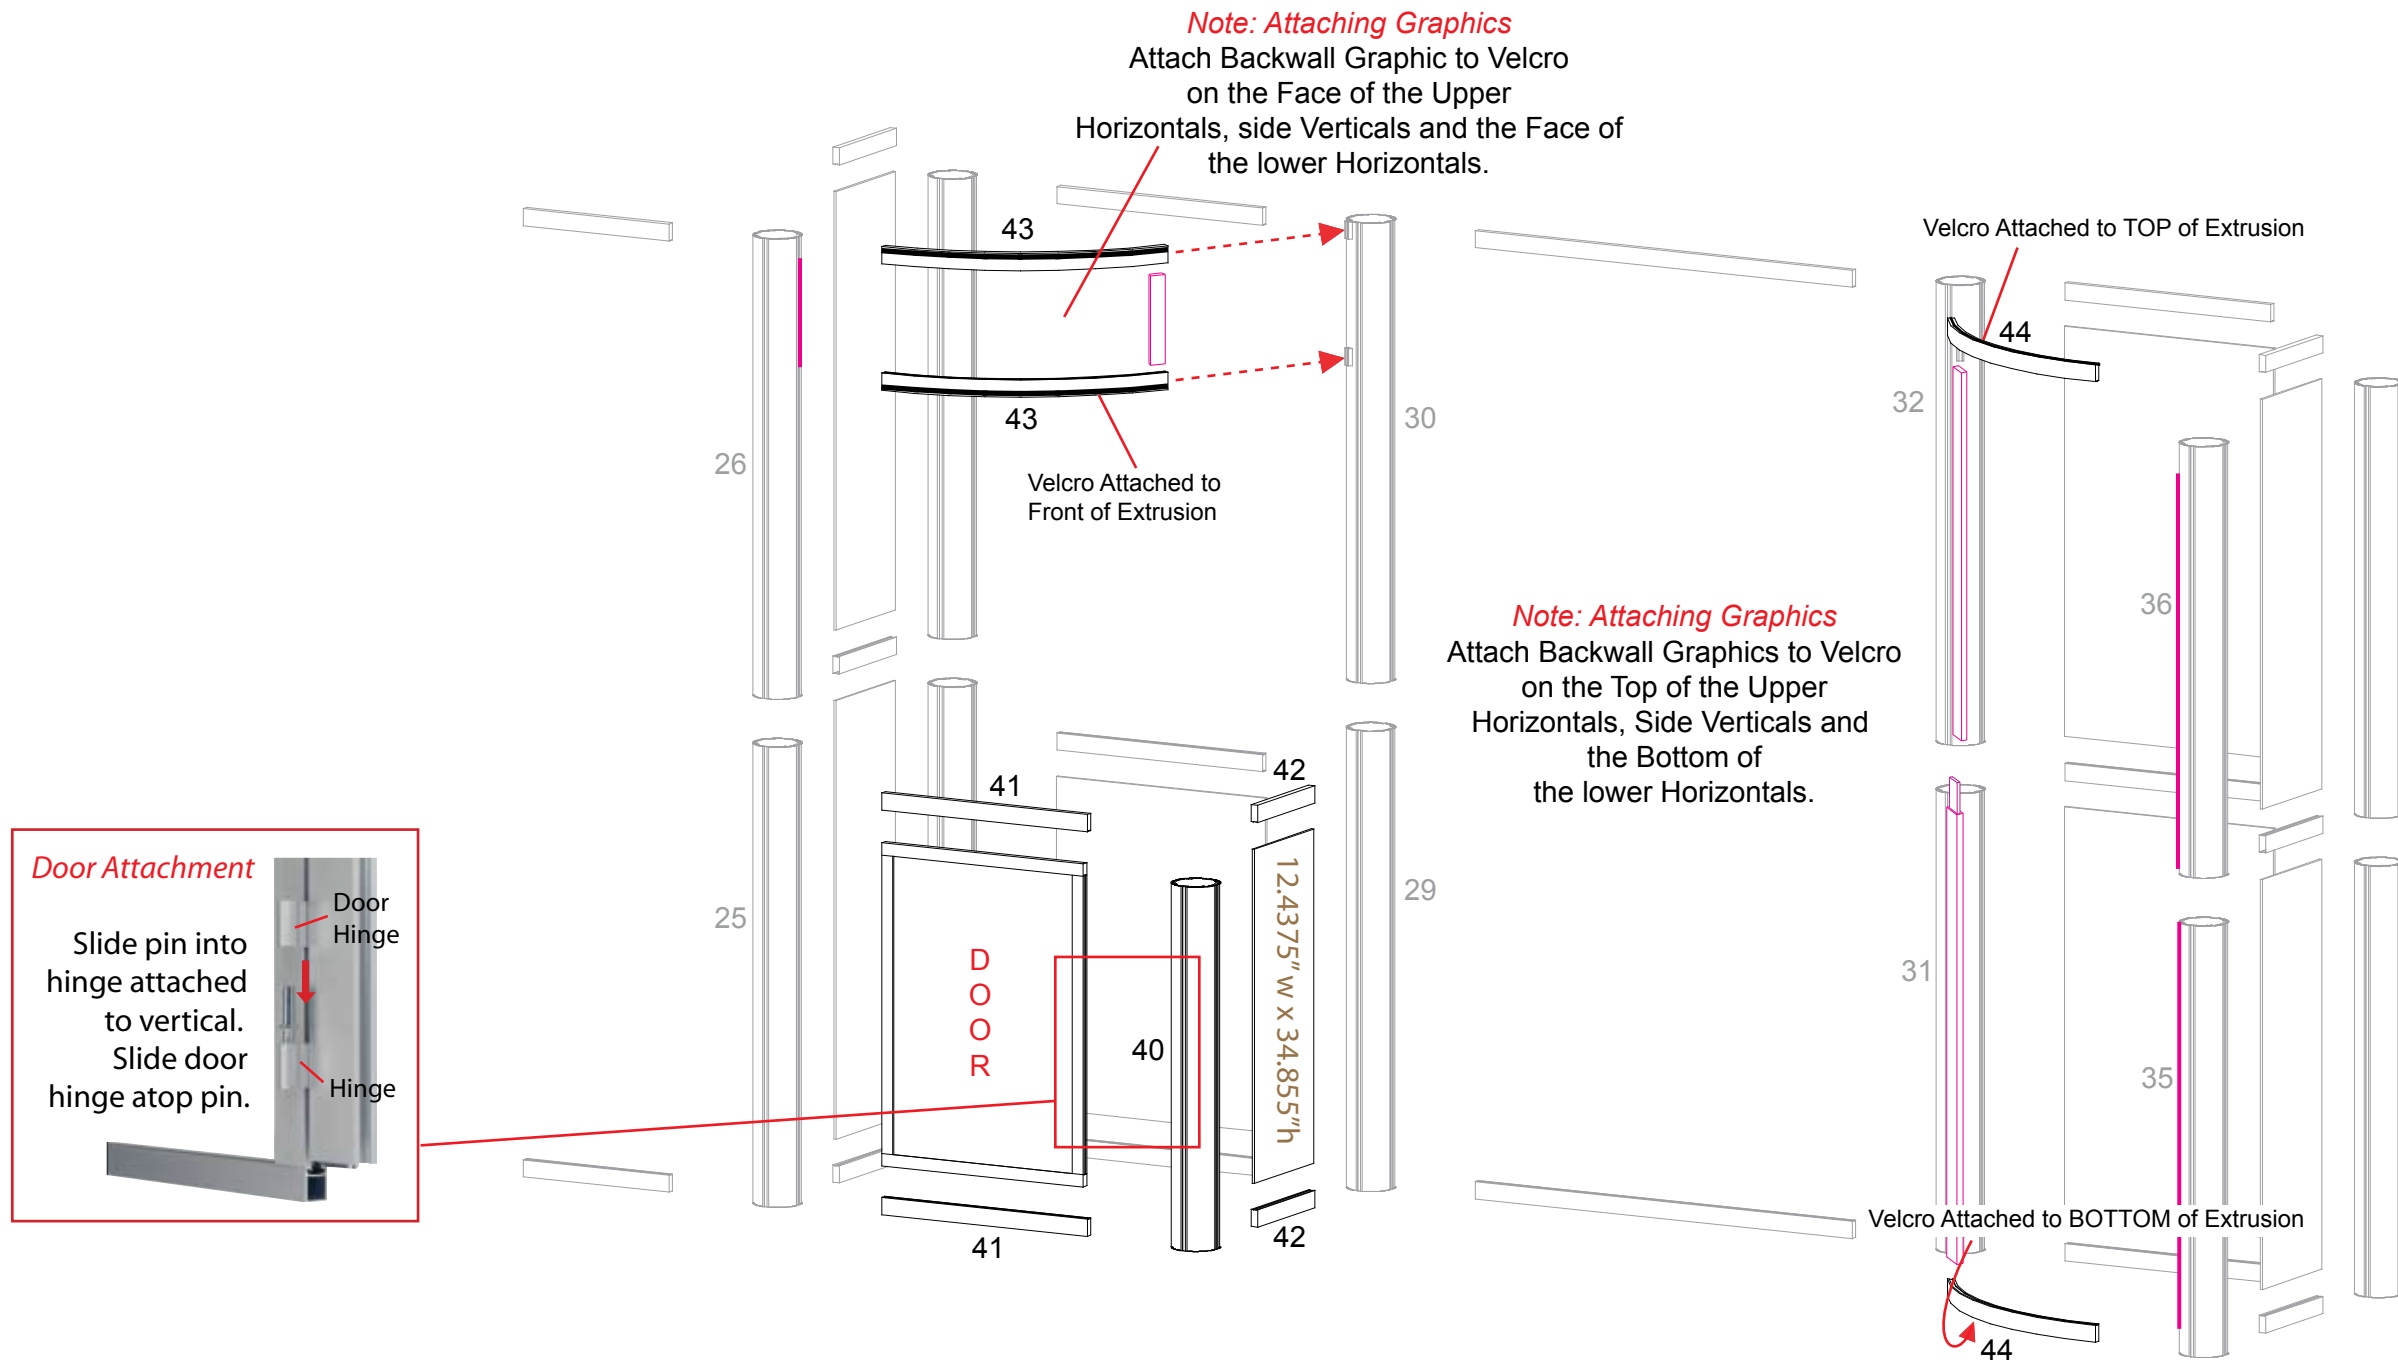 Note: Attaching Graphics
Attach Backwall Graphic to Velcro
on the Face of the Upper
Horizontals, side Verticals and the Face of
the lower Horizontals.
43
Velcro Attached to TOP of Extrusion
44
43
30
32
26
Velcro Attached to
Front of Extrusion
36
Note: Attaching Graphics
Attach Backwall Graphics to Velcro
on the Top of the Upper
Horizontals, Side Verticals and
the Bottom of
the lower Horizontals.
41
42
Door Attachment
Door
Hinge
Slide pin into
hinge attached
to vertical.
Slide door
hinge atop pin.
Hinge
25
D
O
O
R
40
12.4375" w x 34.855"h
29
31
35
41
42
Velcro Attached to BOTTOM of Extrusion
44